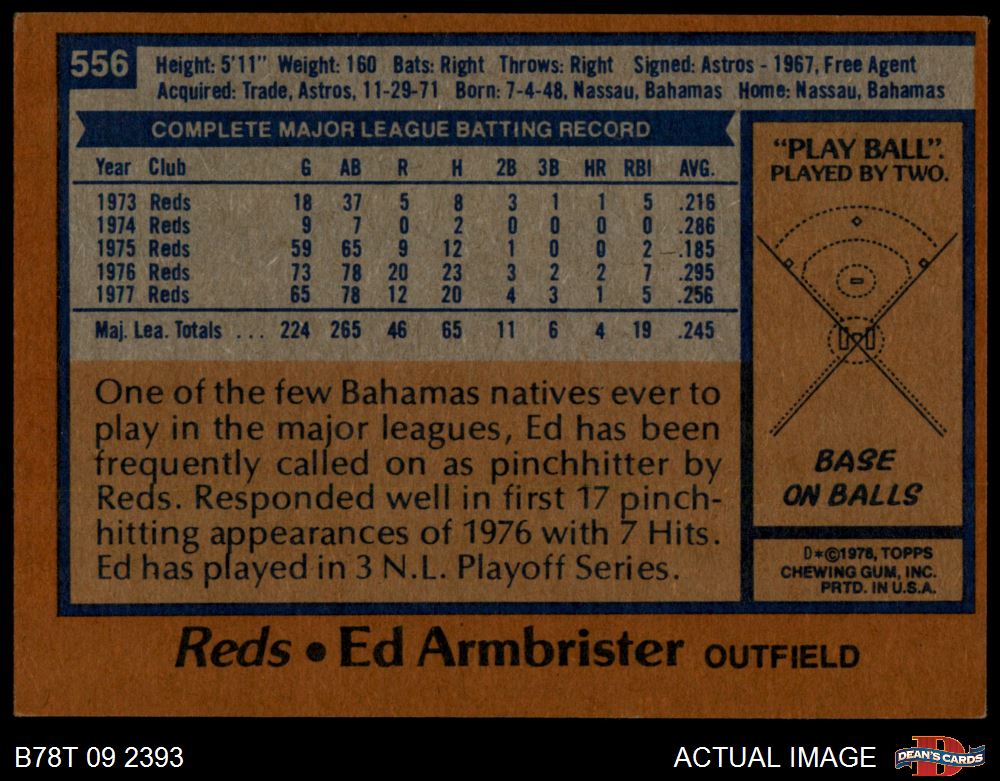 556
Height: 5'11" Weight: 160 Bats: Right Throws: Right Signed: Astros - 1967, Free Agent
Acquired: Trade, Astros, 11-29-71 Born: 7-4-48, Nassau, Bahamas Home: Nassau, Bahamas
COMPLETE MAJOR LEAGUE BATTING RECORD
Year Club G AB R H 2B 3B HR RBI AVG.
1973 Reds 18 37 5 8 3 1 1 5 .216
1974 Reds 9 7 0 2 0 0 0 0 .286
1975 Reds 59 65 9 12 1 0 0 2 .185
1976 Reds 73 78 20 23 3 2 2 7 .295
1977 Reds 65 78 12 20 4 3 1 5 .256
Maj. Lea. Totals ... 224 265 46 65 11 6 4 19 .245
One of the few Bahamas natives ever to
play in the major leagues, Ed has been
frequently called on as pinchhitter by
Reds. Responded well in first 17 pinch-
hitting appearances of 1976 with 7 Hits.
Ed has played in 3 N.L. Playoff Series.
"PLAY BALL".
PLAYED BY TWO.
BASE
ON BALLS
D*©1978, TOPPS
CHEWING GUM, INC.
PRTD. IN U.S.A.
Reds • Ed Armbrister OUTFIELD
B78T 09 2393
ACTUAL IMAGE
D
DEAN'S CARDS